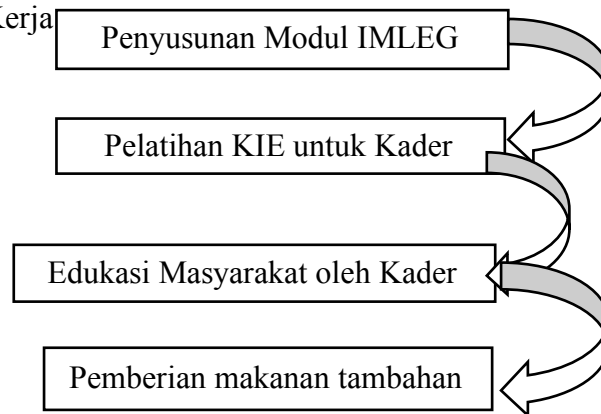 Kerja
Penyusunan Modul IMLEG
Pelatihan KIE untuk Kader
Edukasi Masyarakat oleh Kader
Pemberian makanan tambahan